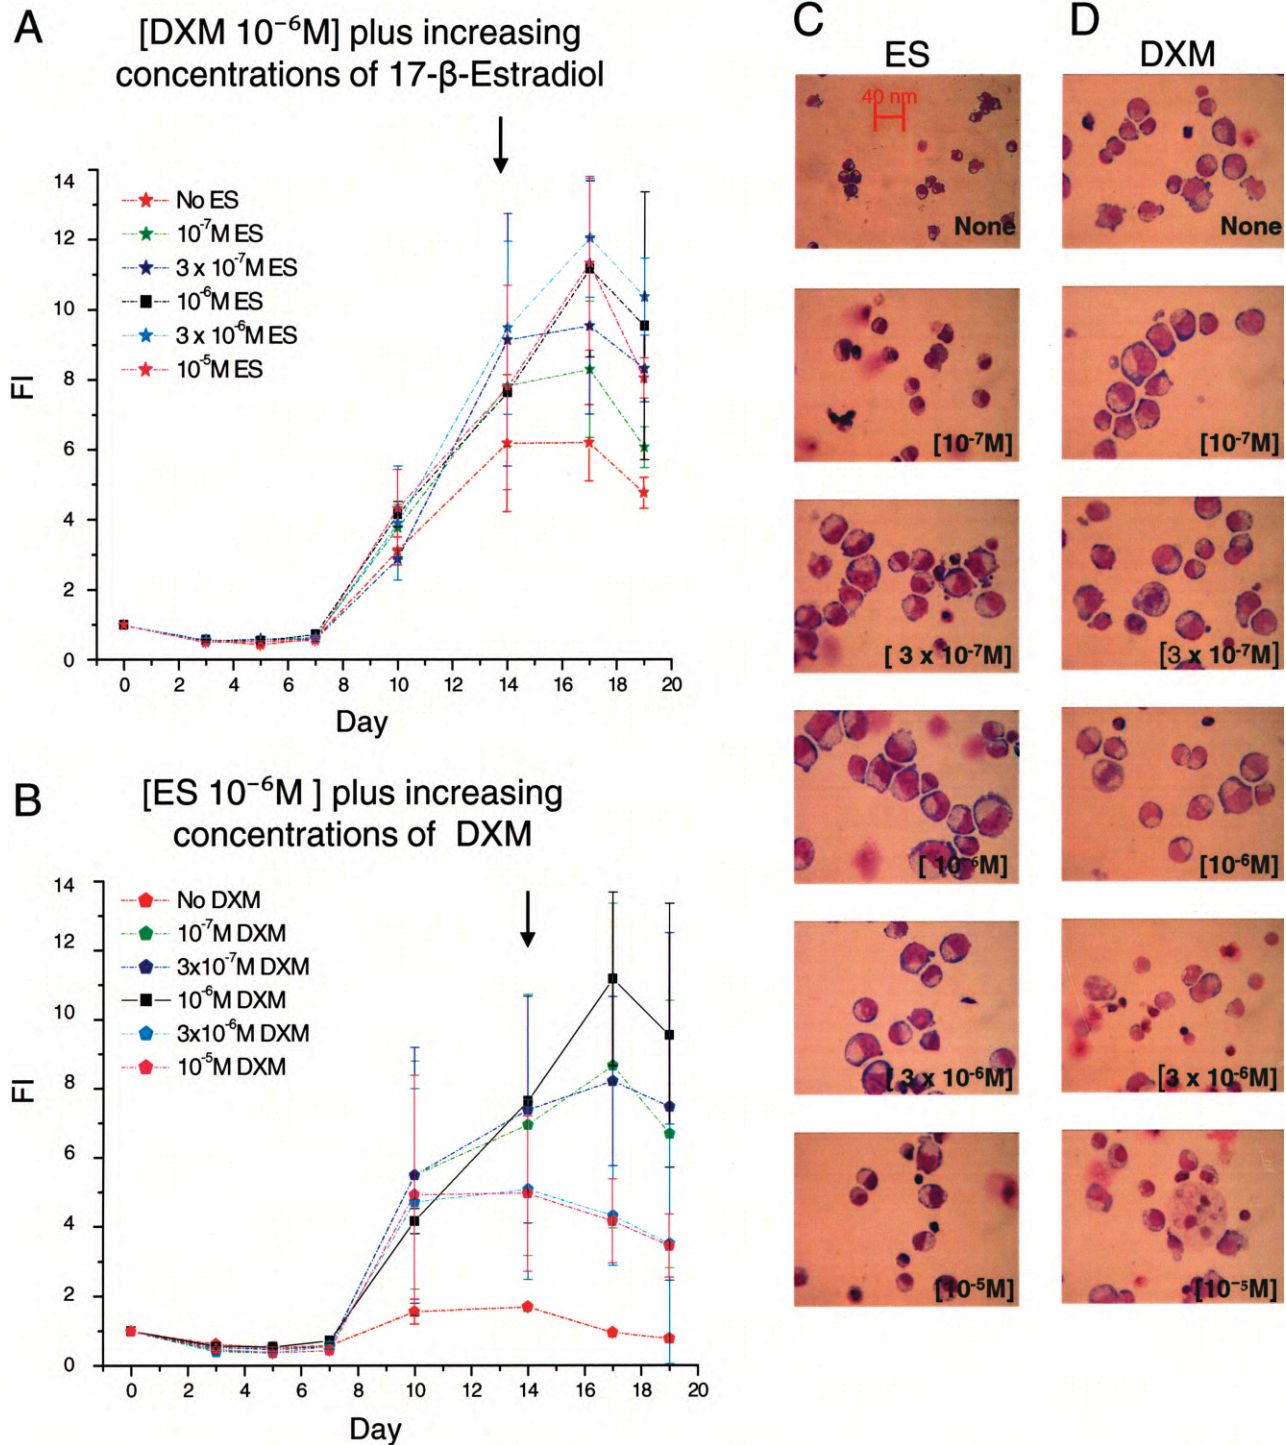 A
[DXM 10⁻⁶M] plus increasing
concentrations of 17-β-Estradiol
14
12
10
8
6
4
2
0
FI
No ES
10⁻⁷M ES
3 x 10⁻⁷M ES
10⁻⁶M ES
3 x 10⁻⁶M ES
10⁻⁵M ES
0 2 4 6 8 10 12 14 16 18 20
Day
B
[ES 10⁻⁶M ] plus increasing
concentrations of DXM
14
12
10
8
6
4
2
0
FI
No DXM
10⁻⁷M DXM
3x10⁻⁷M DXM
10⁻⁶M DXM
3x10⁻⁶M DXM
10⁻⁵M DXM
0 2 4 6 8 10 12 14 16 18 20
Day
C
ES
40 nm
None
[10⁻⁷M]
[ 3 x 10⁻⁷M]
[ 10⁻⁶M]
[ 3 x 10⁻⁶M]
[10⁻⁵M]
D
DXM
None
[10⁻⁷M]
[3 x 10⁻⁷M]
[10⁻⁶M]
[3 x 10⁻⁶M]
[10⁻⁵M]